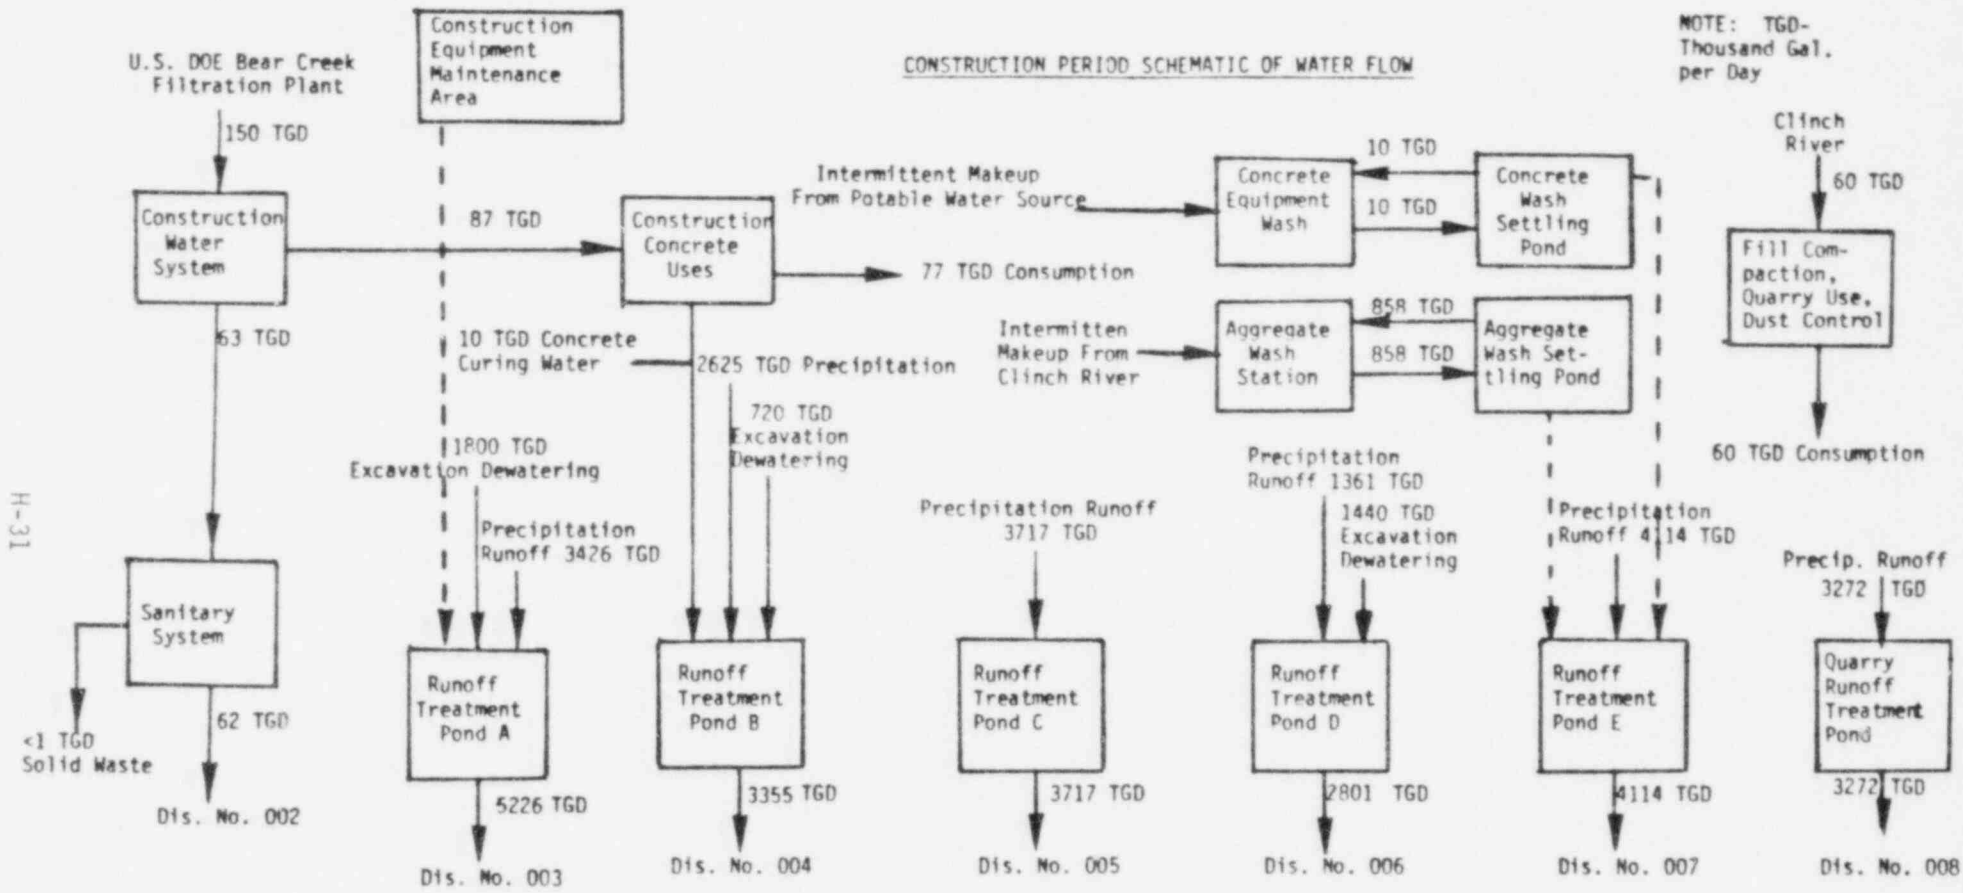 CONSTRUCTION PERIOD SCHEMATIC OF WATER FLOW
NOTE: TGD-
Thousand Gal.
per Day
U.S. DOE Bear Creek
Filtration Plant
150 TGD
Construction
Water
System
63 TGD
Sanitary
System
<1 TGD
Solid Waste
62 TGD
Dis. No. 002
Construction
Equipment
Maintenance
Area
87 TGD
Construction
Concrete
Uses
77 TGD Consumption
10 TGD Concrete
Curing Water
2625 TGD Precipitation
720 TGD
Excavation
Dewatering
1800 TGD
Excavation Dewatering
Precipitation
Runoff 3426 TGD
Runoff
Treatment
Pond A
5226 TGD
Dis. No. 003
Runoff
Treatment
Pond B
3355 TGD
Dis. No. 004
Precipitation Runoff
3717 TGD
Runoff
Treatment
Pond C
3717 TGD
Dis. No. 005
Intermittent Makeup
From Potable Water Source
Concrete
Equipment
Wash
10 TGD
10 TGD
Concrete
Wash
Settling
Pond
Intermitten
Makeup From
Clinch River
Aggregate
Wash
Station
858 TGD
858 TGD
Aggregate
Wash Set-
tling Pond
Precipitation
Runoff 1361 TGD
1440 TGD
Excavation
Dewatering
Runoff
Treatment
Pond D
2801 TGD
Dis. No. 006
Precipitation
Runoff 4114 TGD
Runoff
Treatment
Pond E
4114 TGD
Dis. No. 007
Clinch
River
60 TGD
Fill Com-
paction,
Quarry Use,
Dust Control
60 TGD Consumption
Precip. Runoff
3272 TGD
Quarry
Runoff
Treatment
Pond
3272 TGD
Dis. No. 008
H-31